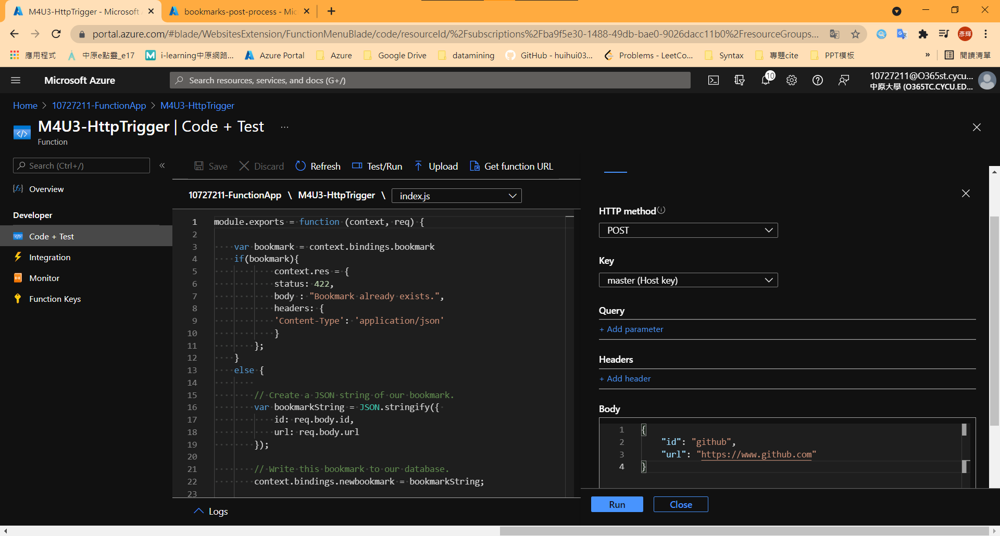 M4U3-HttpTrigger - Microsoft A
bookmarks-post-process - Mic
portal.azure.com/#blade/WebsitesExtension/FunctionMenuBlade/code/resourceId/%2Fsubscriptions%2Fba9f5e30-1488-49db-bae0-9026dacc11b0%2FresourceGroups...
彥輝
應用程式
中原e點靈_e17
i-learning中原網路...
Azure Portal
Azure
Google Drive
datamining
GitHub - huihui03...
Problems - LeetCo...
Syntax
專題cite
PPT模板
»
閱讀清單
Microsoft Azure
Search resources, services, and docs (G+/)
10
10727211@O365st.cycu...
中原大學 (O365TC.CYCU.ED...
Home > 10727211-FunctionApp > M4U3-HttpTrigger
M4U3-HttpTrigger | Code + Test ...
Function
Search (Ctrl+/)
«
Save
Discard
Refresh
Test/Run
Upload
Get function URL
Overview
Developer
Code + Test
Integration
Monitor
Function Keys
10727211-FunctionApp \ M4U3-HttpTrigger \ index.js
1 module.exports = function (context, req) {
2
3 var bookmark = context.bindings.bookmark
4 if(bookmark){
5 context.res = {
6 status: 422,
7 body : "Bookmark already exists.",
8 headers: {
9 'Content-Type': 'application/json'
10 }
11 };
12 }
13 else {
14
15 // Create a JSON string of our bookmark.
16 var bookmarkString = JSON.stringify({
17 id: req.body.id,
18 url: req.body.url
19 });
20
21 // Write this bookmark to our database.
22 context.bindings.newbookmark = bookmarkString;
23
Logs
HTTP method
POST
Key
master (Host key)
Query
+ Add parameter
Headers
+ Add header
Body
1 {
2 "id": "github",
3 "url": "https://www.github.com"
4 }
Run
Close